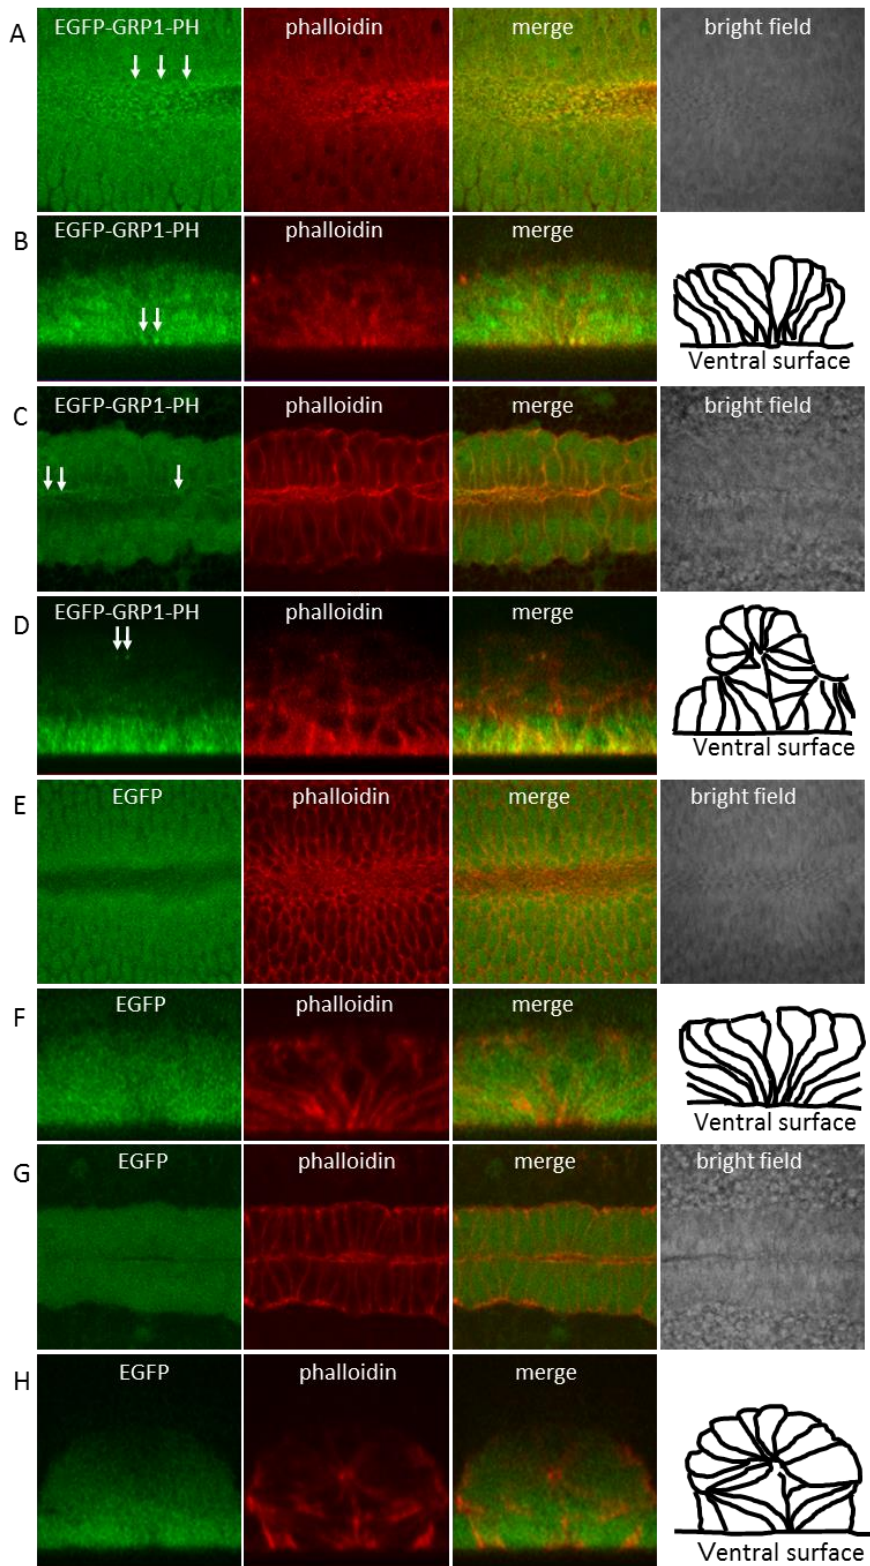 A
EGFP-GRP1-PH
phalloidin
merge
bright field
B
EGFP-GRP1-PH
phalloidin
merge
Ventral surface
C
EGFP-GRP1-PH
phalloidin
merge
bright field
D
EGFP-GRP1-PH
phalloidin
merge
Ventral surface
E
EGFP
phalloidin
merge
bright field
F
EGFP
phalloidin
merge
Ventral surface
G
EGFP
phalloidin
merge
bright field
H
EGFP
phalloidin
merge
Ventral surface